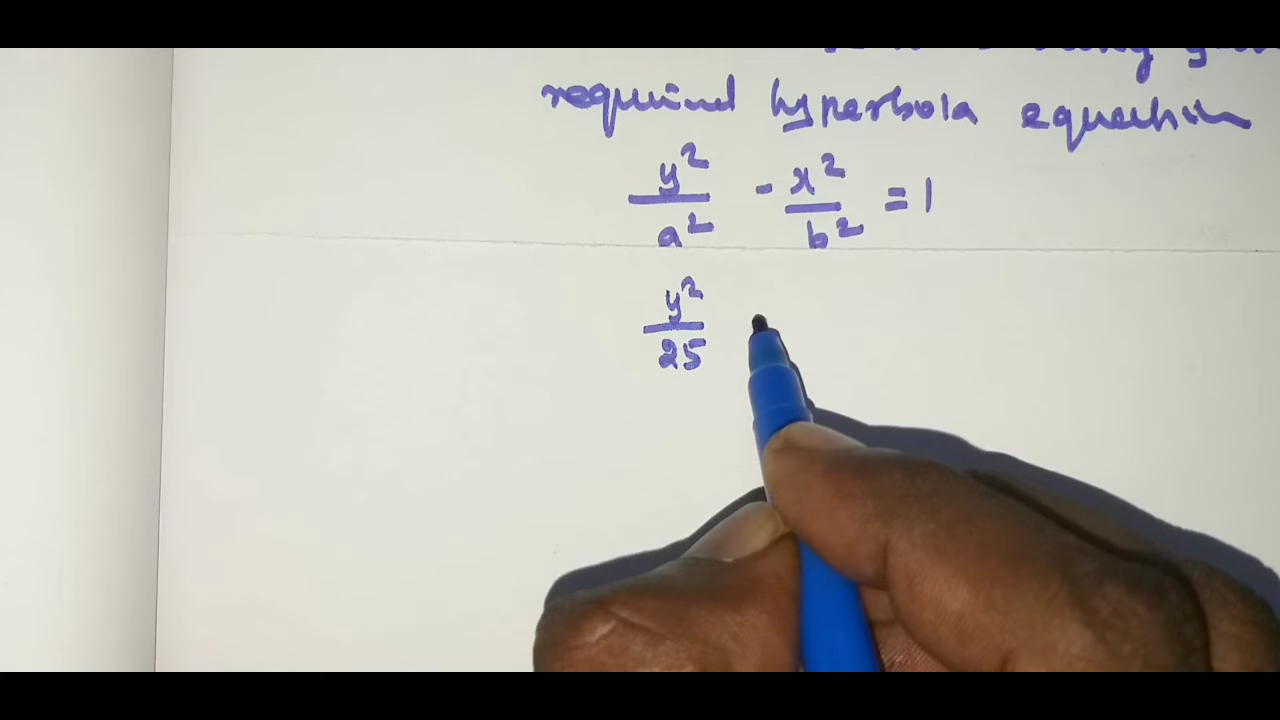 required hyperbola equation
y²/a² - x²/b² = 1
y²/25